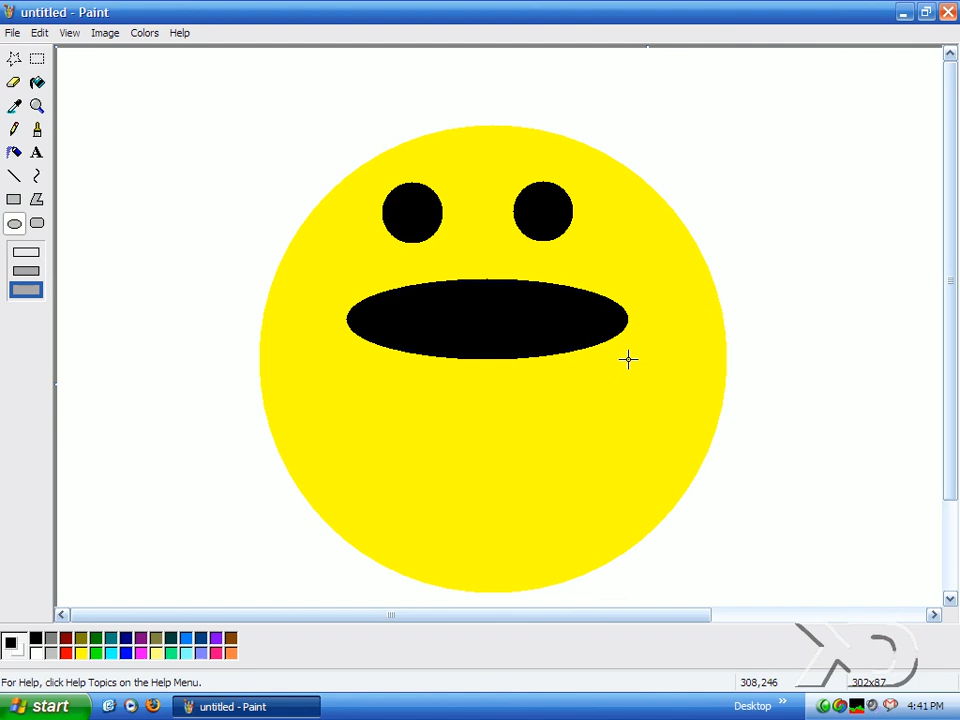 untitled - Paint
File Edit View Image Colors Help
A
For Help, click Help Topics on the Help Menu.
308,246
302x87
start
untitled - Paint
Desktop
»
4:41 PM